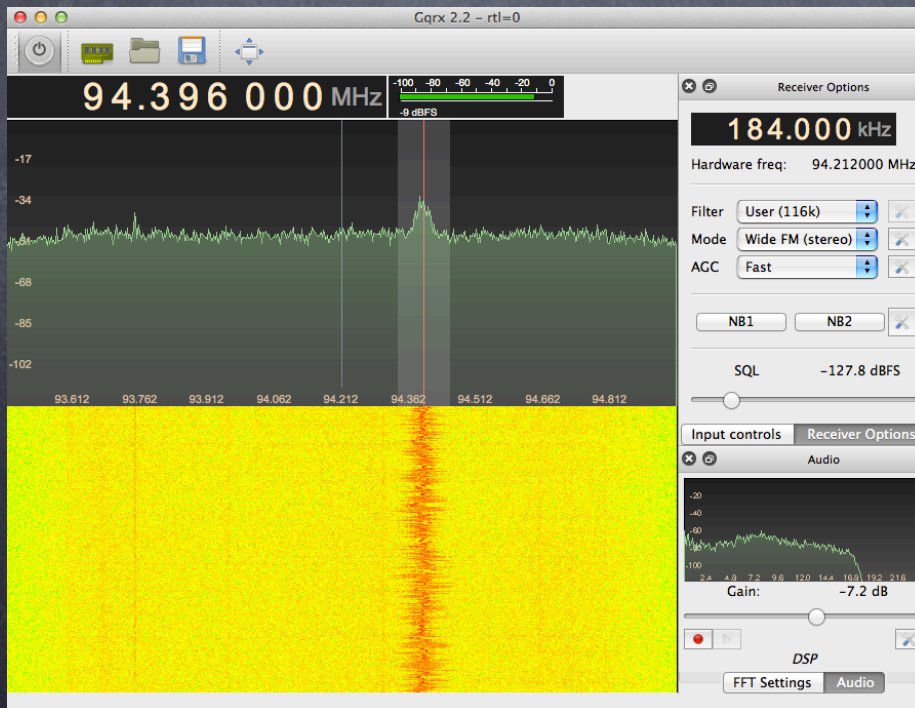 Gqrx 2.2 - rtl=0
94.396 000 MHz
-100 -80 -60 -40 -20 0
-9 dBFS
-17
-34
-51
-68
-85
-102
93.612 93.762 93.912 94.062 94.212 94.362 94.512 94.662 94.812
Receiver Options
184.000 kHz
Hardware freq: 94.212000 MHz
Filter User (116k)
Mode Wide FM (stereo)
AGC Fast
NB1 NB2
SQL -127.8 dBFS
Input controls Receiver Options
Audio
-20
-40
-60
-80
-100
2.4 4.8 7.2 9.6 12.0 14.4 16.8 19.2 21.6
Gain: -7.2 dB
DSP
FFT Settings Audio